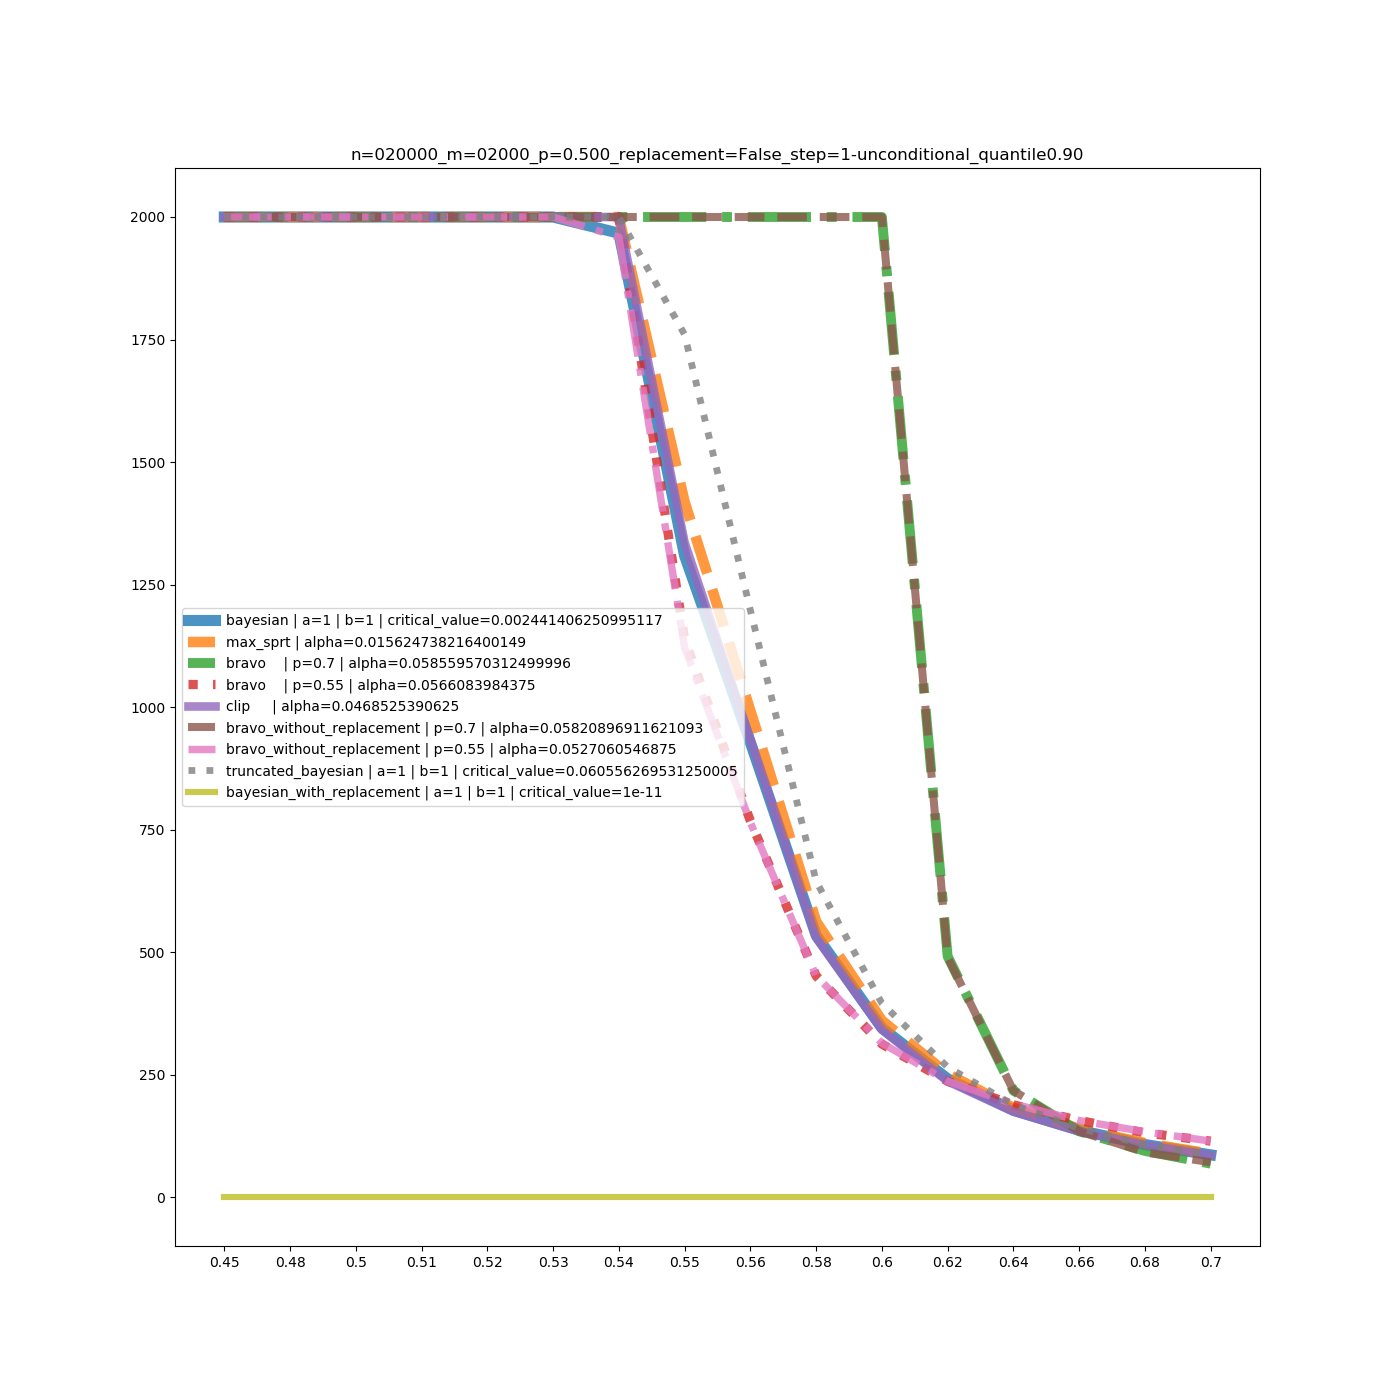 n=020000_m=02000_p=0.500_replacement=False_step=1-unconditional_quantile0.90
2000
1750
1500
1250
1000
750
500
250
0
bayesian | a=1 | b=1 | critical_value=0.002441406250995117
max_sprt | alpha=0.015624738216400149
bravo    | p=0.7 | alpha=0.058559570312499996
bravo    | p=0.55 | alpha=0.0566083984375
clip     | alpha=0.0468525390625
bravo_without_replacement | p=0.7 | alpha=0.05820896911621093
bravo_without_replacement | p=0.55 | alpha=0.0527060546875
truncated_bayesian | a=1 | b=1 | critical_value=0.060556269531250005
bayesian_with_replacement | a=1 | b=1 | critical_value=1e-11
0.45 0.48 0.5 0.51 0.52 0.53 0.54 0.55 0.56 0.58 0.6 0.62 0.64 0.66 0.68 0.7